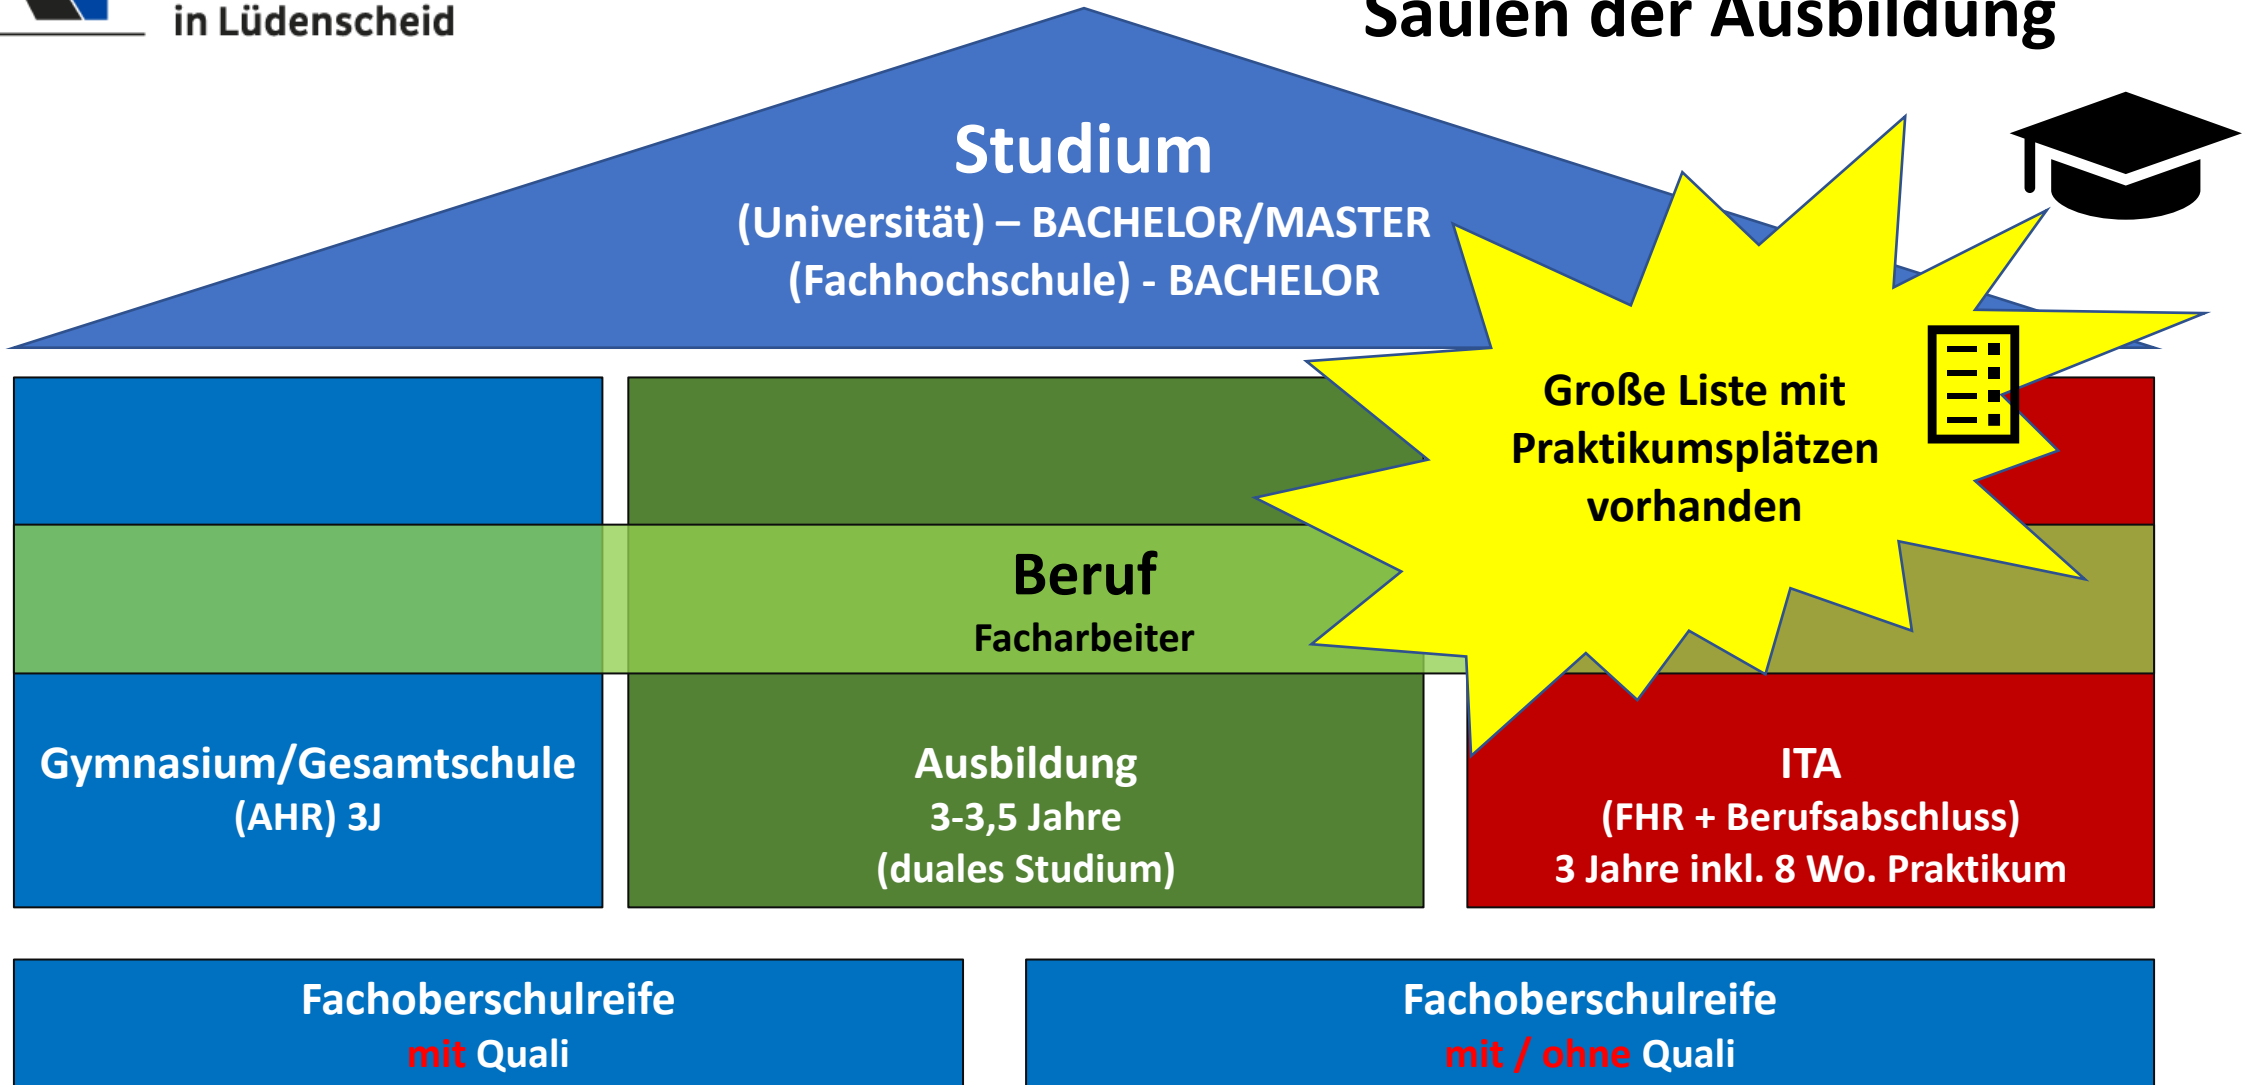 in Lüdenscheid
Säulen der Ausbildung
Studium
(Universität) – BACHELOR/MASTER
(Fachhochschule) - BACHELOR
Große Liste mit
Praktikumsplätzen
vorhanden
Beruf
Facharbeiter
Gymnasium/Gesamtschule
(AHR) 3J
Ausbildung
3-3,5 Jahre
(duales Studium)
ITA
(FHR + Berufsabschluss)
3 Jahre inkl. 8 Wo. Praktikum
Fachoberschulreife
mit Quali
Fachoberschulreife
mit / ohne Quali